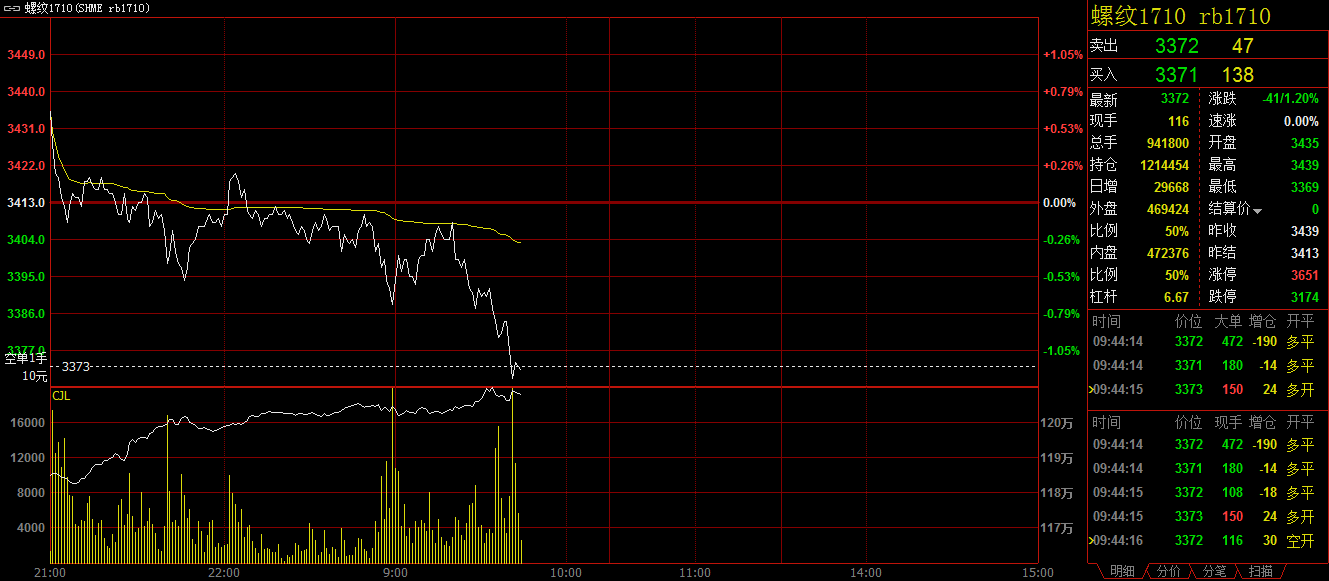 螺纹1710(SHME rb1710)
3449.0
3440.0
3431.0
3422.0
3413.0
3404.0
3395.0
3386.0
3377.0
空单1手
10元
3373
+1.05%
+0.79%
+0.53%
+0.26%
0.00%
-0.26%
-0.53%
-0.79%
-1.05%
CJL
16000
12000
8000
4000
120万
119万
118万
117万
21:00 22:00 9:00 10:00 11:00 14:00 15:00
螺纹1710 rb1710
卖出 3372 47
买入 3371 138
最新 3372 涨跌 -41/1.20%
现手 116 速涨 0.00%
总手 941800 开盘 3435
持仓 1214454 最高 3439
日增 29668 最低 3369
外盘 469424 结算价 0
比例 50% 昨收 3439
内盘 472376 昨结 3413
比例 50% 涨停 3651
杠杆 6.67 跌停 3174
时间 价位 大单 增仓 开平
09:44:14 3372 472 -190 多平
09:44:14 3371 180 -14 多平
09:44:15 3373 150 24 多开
时间 价位 现手 增仓 开平
09:44:14 3372 472 -190 多平
09:44:14 3371 180 -14 多平
09:44:15 3372 108 -18 多平
09:44:15 3373 150 24 多开
09:44:16 3372 116 30 空开
明细 分价 分笔 扫描